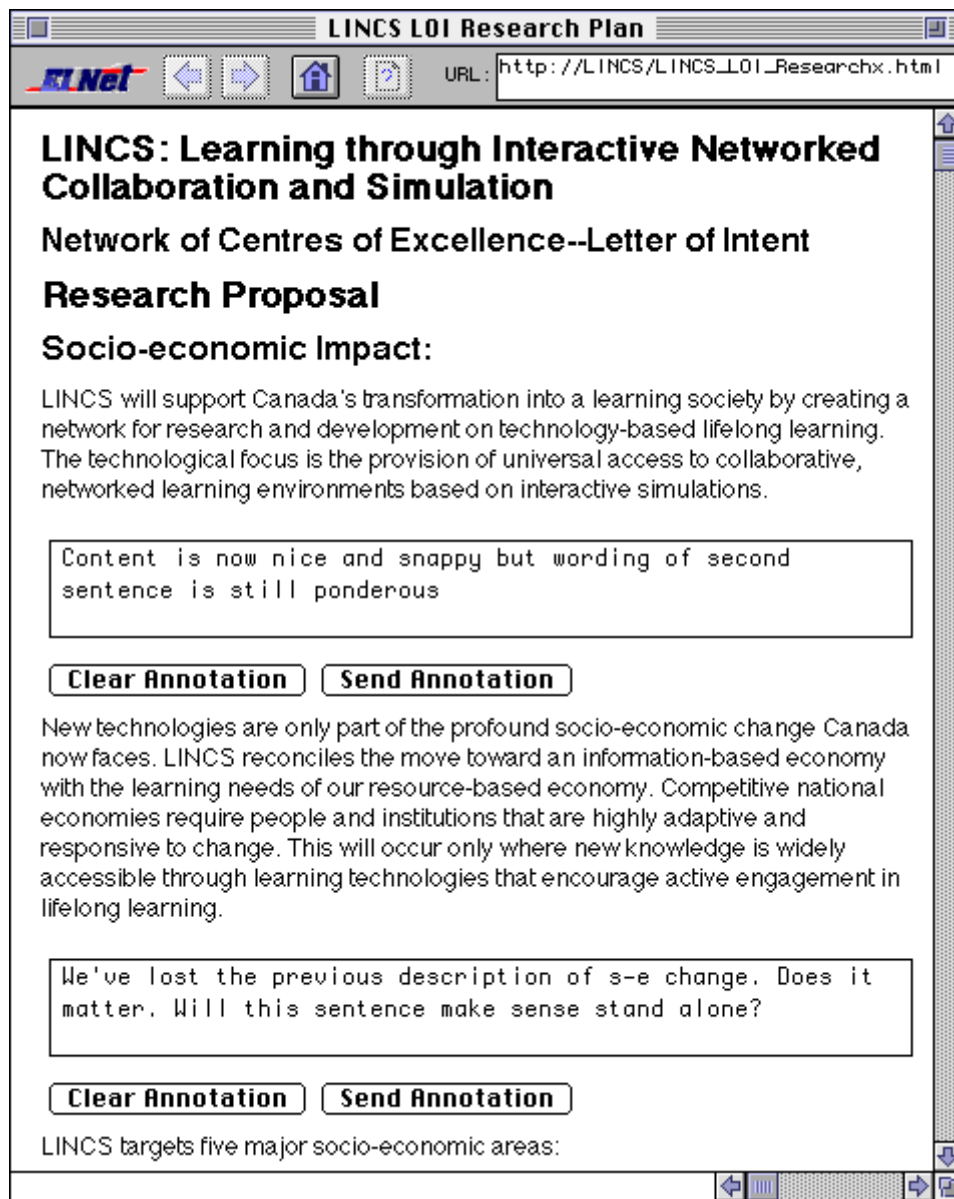 LINCS LOI Research Plan
ELNet
URL: http://LINCS/LINCS_LOI_Researchx.html
LINCS: Learning through Interactive Networked
Collaboration and Simulation
Network of Centres of Excellence--Letter of Intent
Research Proposal
Socio-economic Impact:
LINCS will support Canada's transformation into a learning society by creating a
network for research and development on technology-based lifelong learning.
The technological focus is the provision of universal access to collaborative,
networked learning environments based on interactive simulations.
Content is now nice and snappy but wording of second
sentence is still ponderous
Clear Annotation Send Annotation
New technologies are only part of the profound socio-economic change Canada
now faces. LINCS reconciles the move toward an information-based economy
with the learning needs of our resource-based economy. Competitive national
economies require people and institutions that are highly adaptive and
responsive to change. This will occur only where new knowledge is widely
accessible through learning technologies that encourage active engagement in
lifelong learning.
We've lost the previous description of s-e change. Does it
matter. Will this sentence make sense stand alone?
Clear Annotation Send Annotation
LINCS targets five major socio-economic areas: